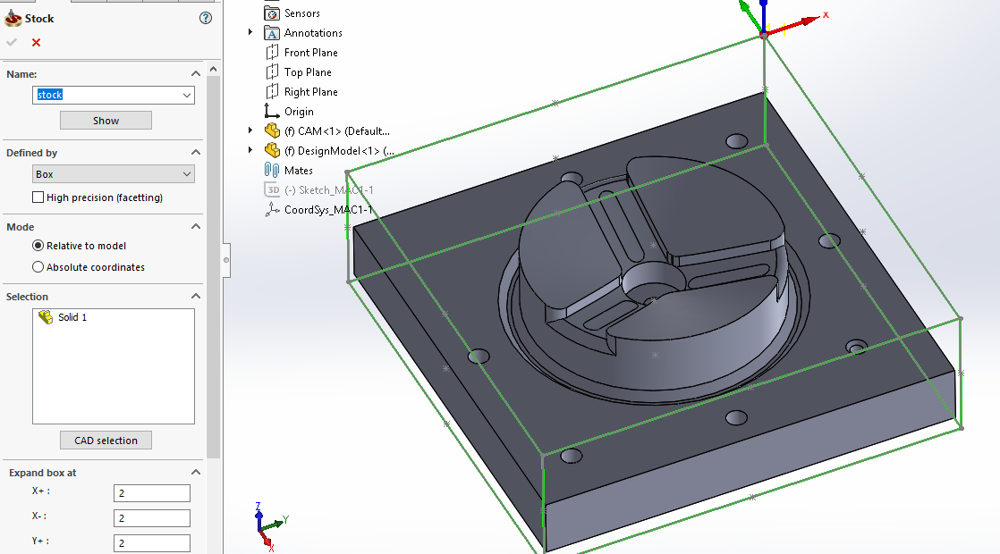 Stock
?
Name:
stock
Show
Defined by
Box
High precision (facetting)
Mode
Relative to model
Absolute coordinates
Selection
Solid 1
CAD selection
Expand box at
X+ :
2
X- :
2
Y+ :
2
Sensors
A
Annotations
Front Plane
Top Plane
Right Plane
Origin
(f) CAM<1> (Default...
(f) DesignModel<1> (...
Mates
3D
(-) Sketch_MAC1-1
CoordSys_MAC1-1
X
Z
Y
X